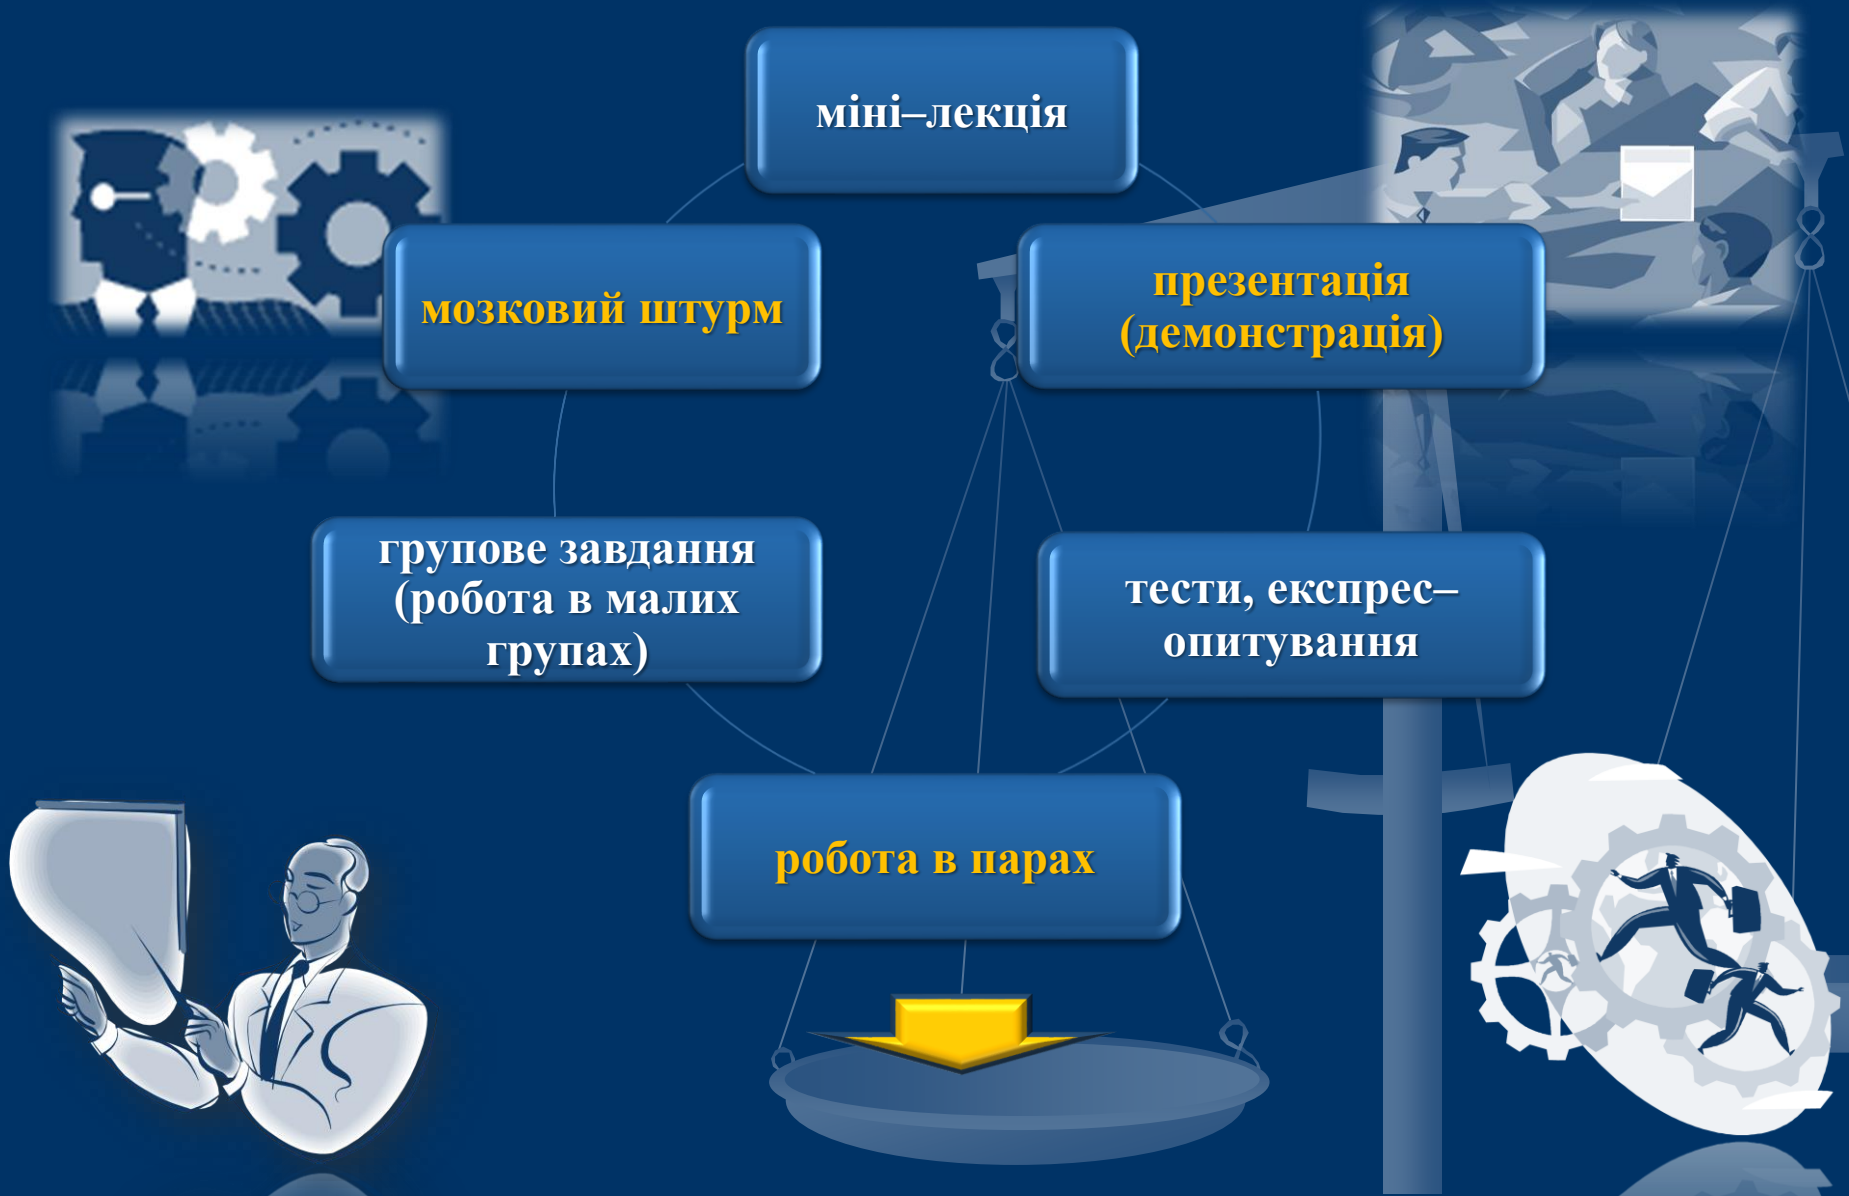 міні–лекція
мозковий штурм
презентація
(демонстрація)
групове завдання
(робота в малих
групах)
тести, експрес–
опитування
робота в парах